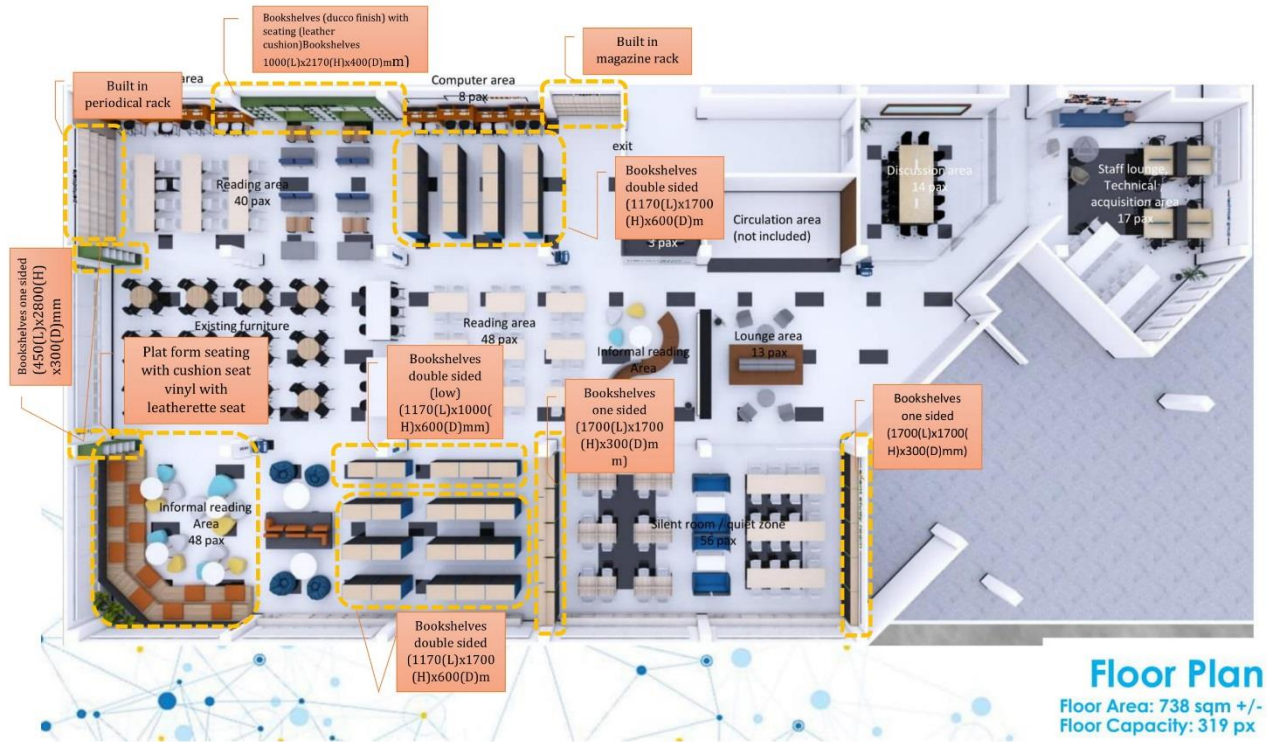 Bookshelves (ducco finish) with
seating (leather
cushion)Bookshelves
1000(L)x2170(H)x400(D)mm)
Built in
magazine rack
Built in
periodical rack
area
Computer area
8 pax
exit
Bookshelves
double sided
(1170(L)x1700
(H)x600(D)m
Reading area
40 pax
Discussion area
14 pax
Staff lounge,
Technical
acquisition area
17 pax
Circulation area
(not included)
3 pax
Bookshelves one sided
(450(L)x2800(H)
x300(D)mm
Existing furniture
Reading area
48 pax
Informal reading
Area
Lounge area
13 pax
Plat form seating
with cushion seat
vinyl with
leatherette seat
Bookshelves
double sided
(low)
(1170(L)x1000(
H)x600(D)mm)
Bookshelves
one sided
(1700(L)x1700
(H)x300(D)m
m)
Bookshelves
one sided
(1700(L)x1700(
H)x300(D)mm)
Informal reading
Area
48 pax
Silent room / quiet zone
56 pax
Bookshelves
double sided
(1170(L)x1700
(H)x600(D)m
Floor Plan
Floor Area: 738 sqm +/-
Floor Capacity: 319 px